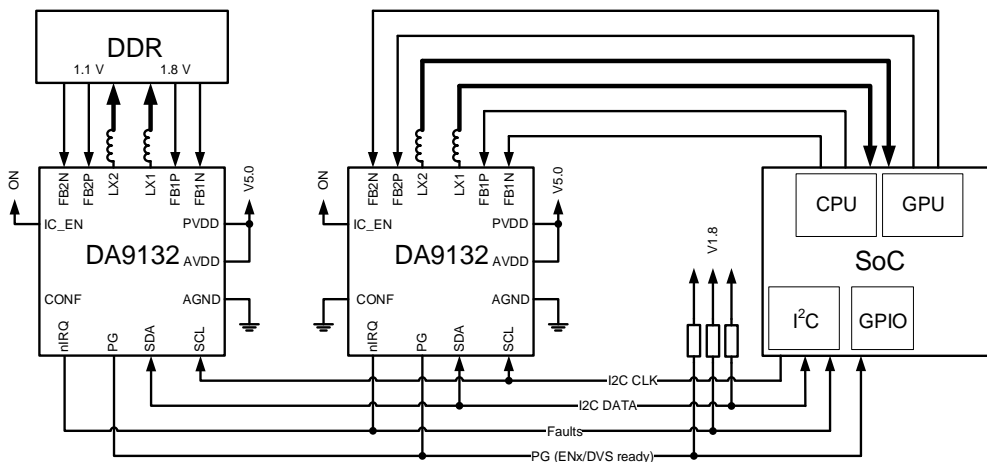 DDR
1.1 V 1.8 V
ON
FB2N FB2P LX2 LX1 FB1P FB1N
V5.0
IC_EN PVDD
DA9132 AVDD
CONF AGND
nIRQ PG SDA SCL
ON
FB2N FB2P LX2 LX1 FB1P FB1N
V5.0
IC_EN PVDD
DA9132 AVDD
CONF AGND
nIRQ PG SDA SCL
V1.8
CPU GPU
SoC
I²C GPIO
I2C CLK
I2C DATA
Faults
PG (ENx/DVS ready)